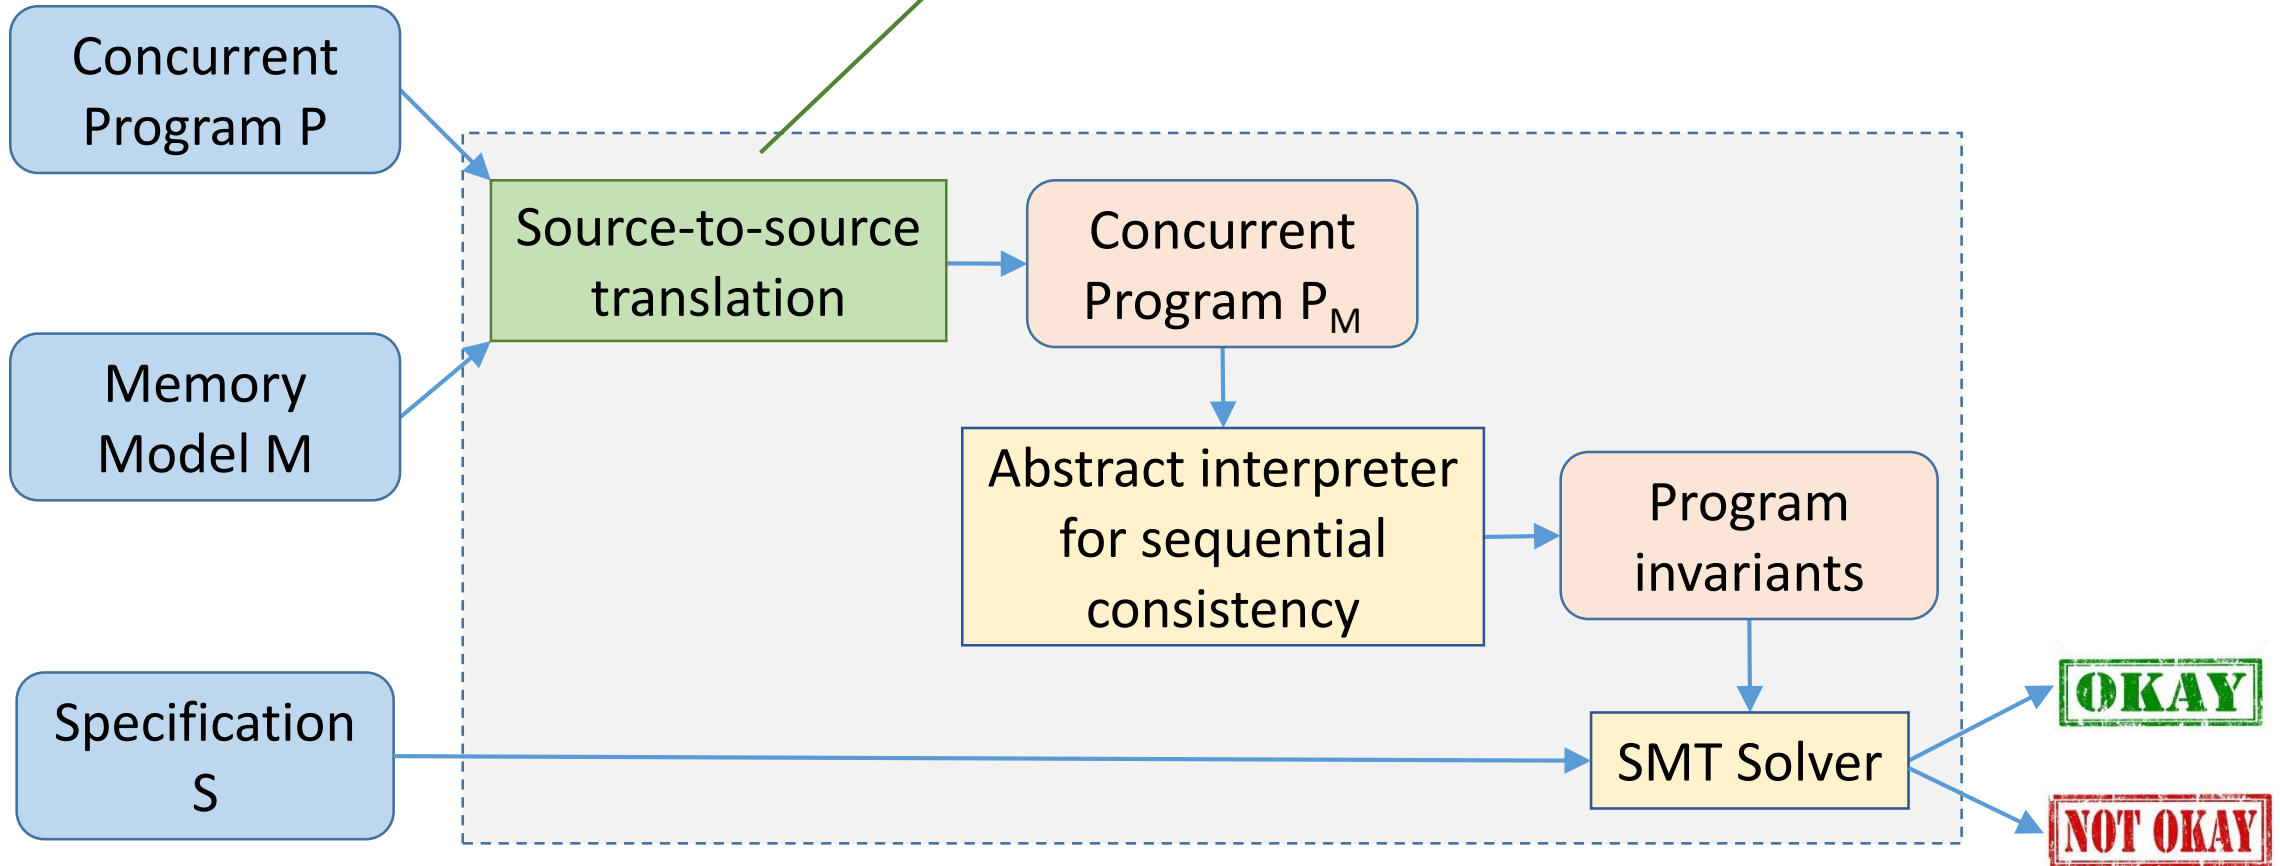 Concurrent
Program P
Source-to-source
translation
Concurrent
Program P_M
Memory
Model M
Abstract interpreter
for sequential
consistency
Program
invariants
Specification
S
SMT Solver
OKAY
NOT OKAY